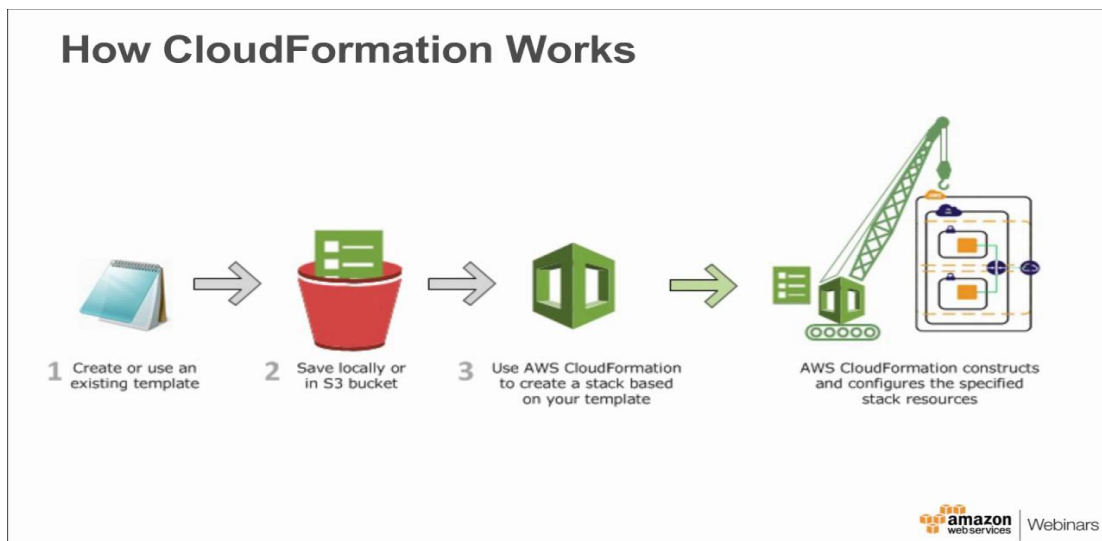 How CloudFormation Works
1 Create or use an
existing template
2 Save locally or
in S3 bucket
3 Use AWS CloudFormation
to create a stack based
on your template
AWS CloudFormation constructs
and configures the specified
stack resources
amazon
webservices
Webinars